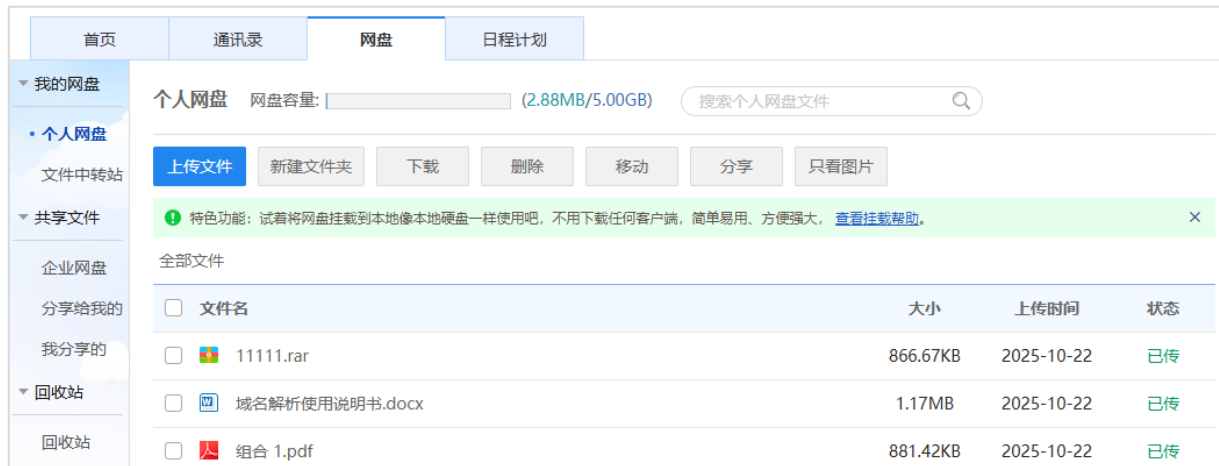 首页 通讯录 网盘 日程计划
我的网盘
个人网盘
文件中转站
共享文件
企业网盘
分享给我的
我分享的
回收站
回收站
个人网盘 网盘容量: (2.88MB/5.00GB) 搜索个人网盘文件
上传文件 新建文件夹 下载 删除 移动 分享 只看图片
特色功能：试着将网盘挂载到本地像本地硬盘一样使用吧，不用下载任何客户端，简单易用、方便强大， 查看挂载帮助。
全部文件
文件名 大小 上传时间 状态
11111.rar 866.67KB 2025-10-22 已传
域名解析使用说明书.docx 1.17MB 2025-10-22 已传
组合 1.pdf 881.42KB 2025-10-22 已传